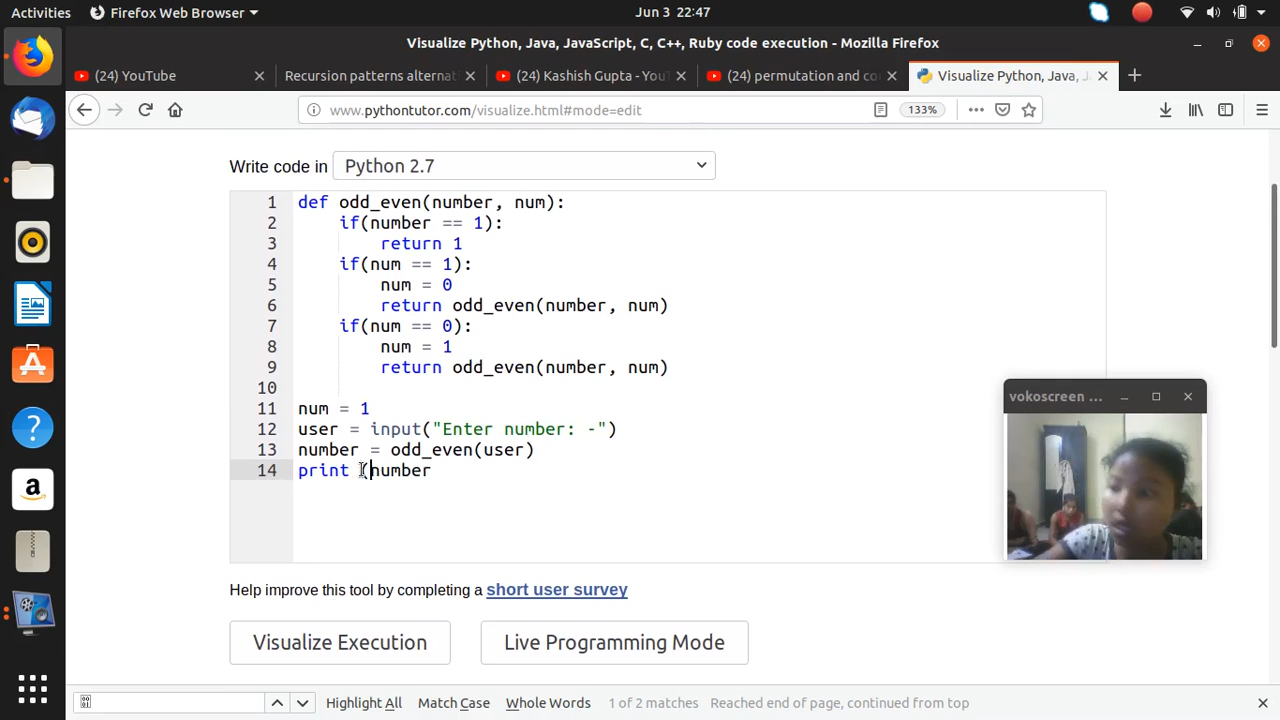 Activities Firefox Web Browser Jun 3 22:47
Visualize Python, Java, JavaScript, C, C++, Ruby code execution - Mozilla Firefox
(24) YouTube Recursion patterns alternat (24) Kashish Gupta - You (24) permutation and co Visualize Python, Java, J
www.pythontutor.com/visualize.html#mode=edit 133%
Write code in Python 2.7
1 def odd_even(number, num):
2 if(number == 1):
3 return 1
4 if(num == 1):
5 num = 0
6 return odd_even(number, num)
7 if(num == 0):
8 num = 1
9 return odd_even(number, num)
10
11 num = 1
12 user = input("Enter number: -")
13 number = odd_even(user)
14 print (number
vokoscreen ...
Help improve this tool by completing a short user survey
Visualize Execution Live Programming Mode
Highlight All Match Case Whole Words 1 of 2 matches Reached end of page, continued from top